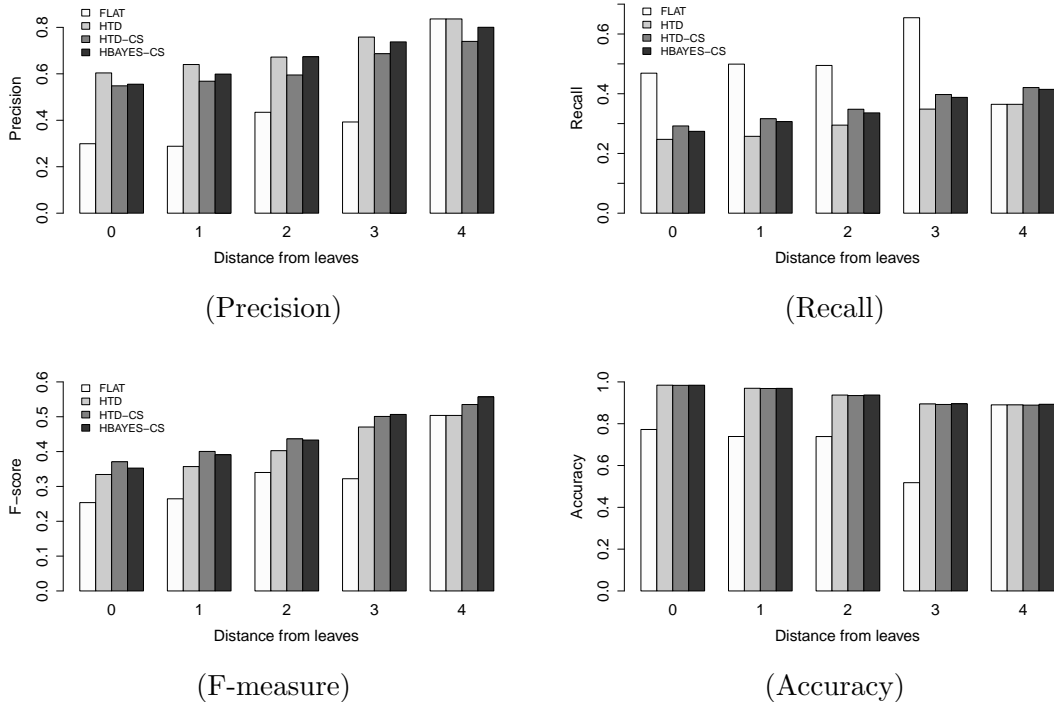 FLAT
HTD
HTD−CS
HBAYES−CS
Precision
0.0 0.2 0.4 0.6 0.8
0 1 2 3 4
Distance from leaves
(Precision)
FLAT
HTD
HTD−CS
HBAYES−CS
Recall
0.0 0.2 0.4 0.6
0 1 2 3 4
Distance from leaves
(Recall)
FLAT
HTD
HTD−CS
HBAYES−CS
F−score
0.0 0.1 0.2 0.3 0.4 0.5 0.6
0 1 2 3 4
Distance from leaves
(F-measure)
Accuracy
0.0 0.2 0.4 0.6 0.8 1.0
0 1 2 3 4
Distance from leaves
(Accuracy)